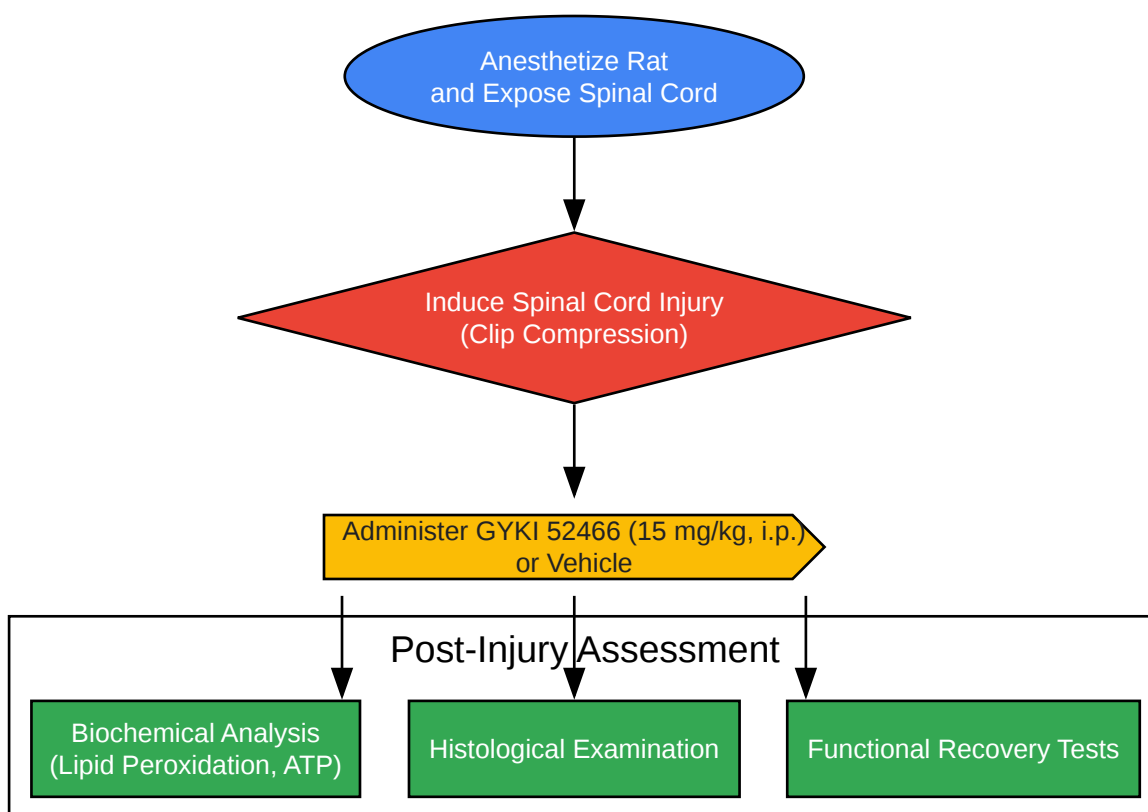 Anesthetize Rat
and Expose Spinal Cord
Induce Spinal Cord Injury
(Clip Compression)
Administer GYKI 52466 (15 mg/kg, i.p.)
or Vehicle
Post-Injury Assessment
Biochemical Analysis
(Lipid Peroxidation, ATP)
Histological Examination
Functional Recovery Tests